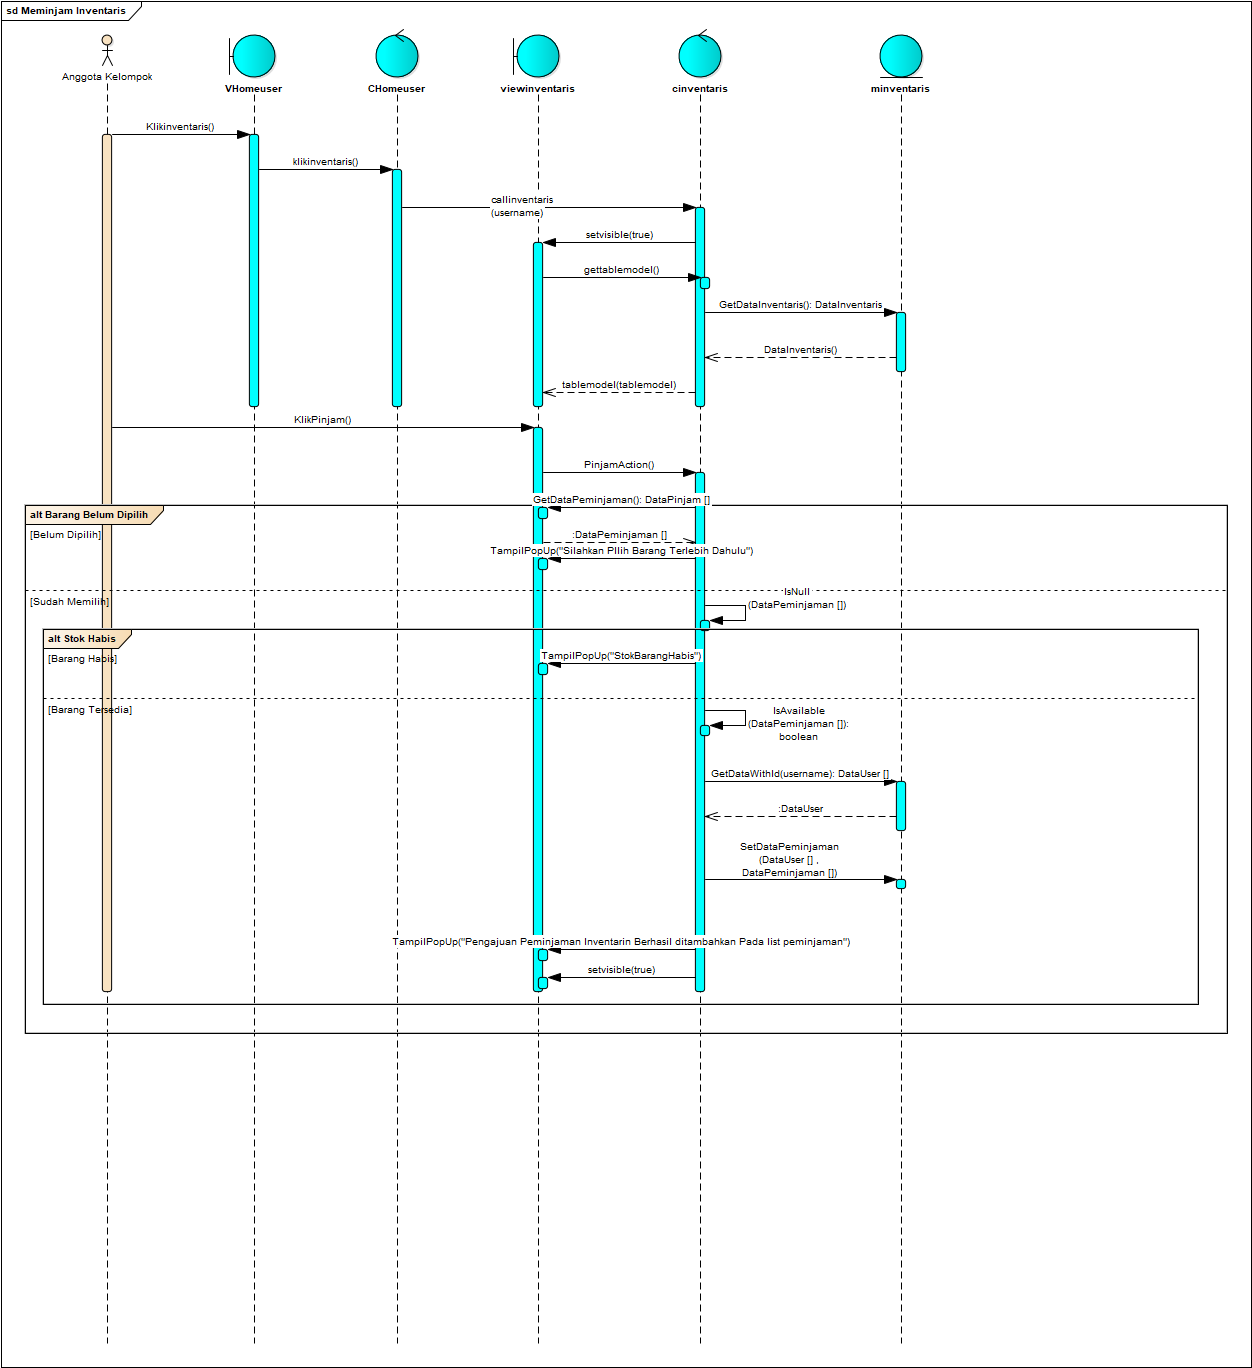 sd Meminjam Inventaris
Anggota Kelompok
VHomeuser
CHomeuser
viewinventaris
cinventaris
minventaris
Klikinventaris()
klikinventaris()
callinventaris
(username)
setvisible(true)
gettablemodel()
GetDataInventaris(): DataInventaris
DataInventaris()
tablemodel(tablemodel)
KlikPinjam()
PinjamAction()
GetDataPeminjaman(): DataPinjam []
alt Barang Belum Dipilih
[Belum Dipilih]
:DataPeminjaman []
TampilPopUp("Silahkan PIlih Barang Terlebih Dahulu")
[Sudah Memilih]
IsNull
(DataPeminjaman [])
alt Stok Habis
[Barang Habis]
TampilPopUp("StokBarangHabis")
[Barang Tersedia]
IsAvailable
(DataPeminjaman []):
boolean
GetDataWithId(username): DataUser []
:DataUser
SetDataPeminjaman
(DataUser [] ,
DataPeminjaman [])
TampilPopUp("Pengajuan Peminjaman Inventarin Berhasil ditambahkan Pada list peminjaman")
setvisible(true)